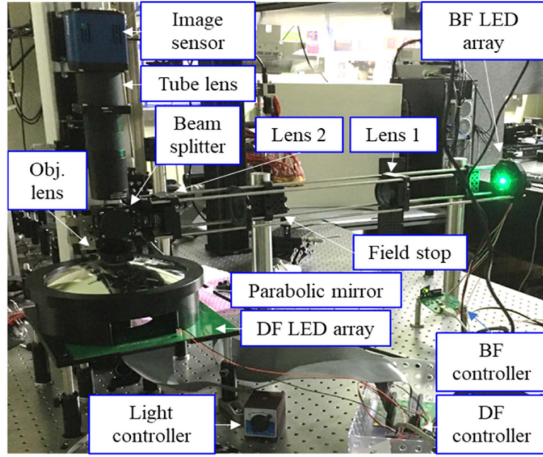 Image
sensor
BF LED
array
Tube lens
Beam
splitter
Lens 2
Lens 1
Obj.
lens
Field stop
Parabolic mirror
DF LED array
BF
controller
Light
controller
DF
controller